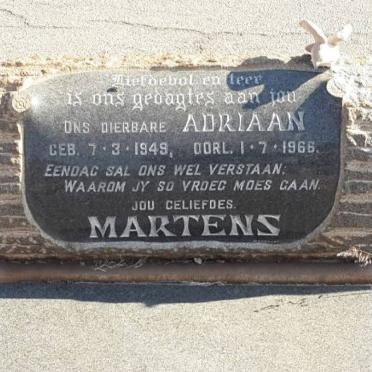 Liefdevol en teer
is ons gedagtes aan jou
ONS DIERBARE ADRIAAN
GEB. 7·3·1949, OORL. 1·7·1966.
EENDAG SAL ONS WEL VERSTAAN:
WAAROM JY SO VROEG MOES GAAN.
JOU GELIEFDES.
MARTENS